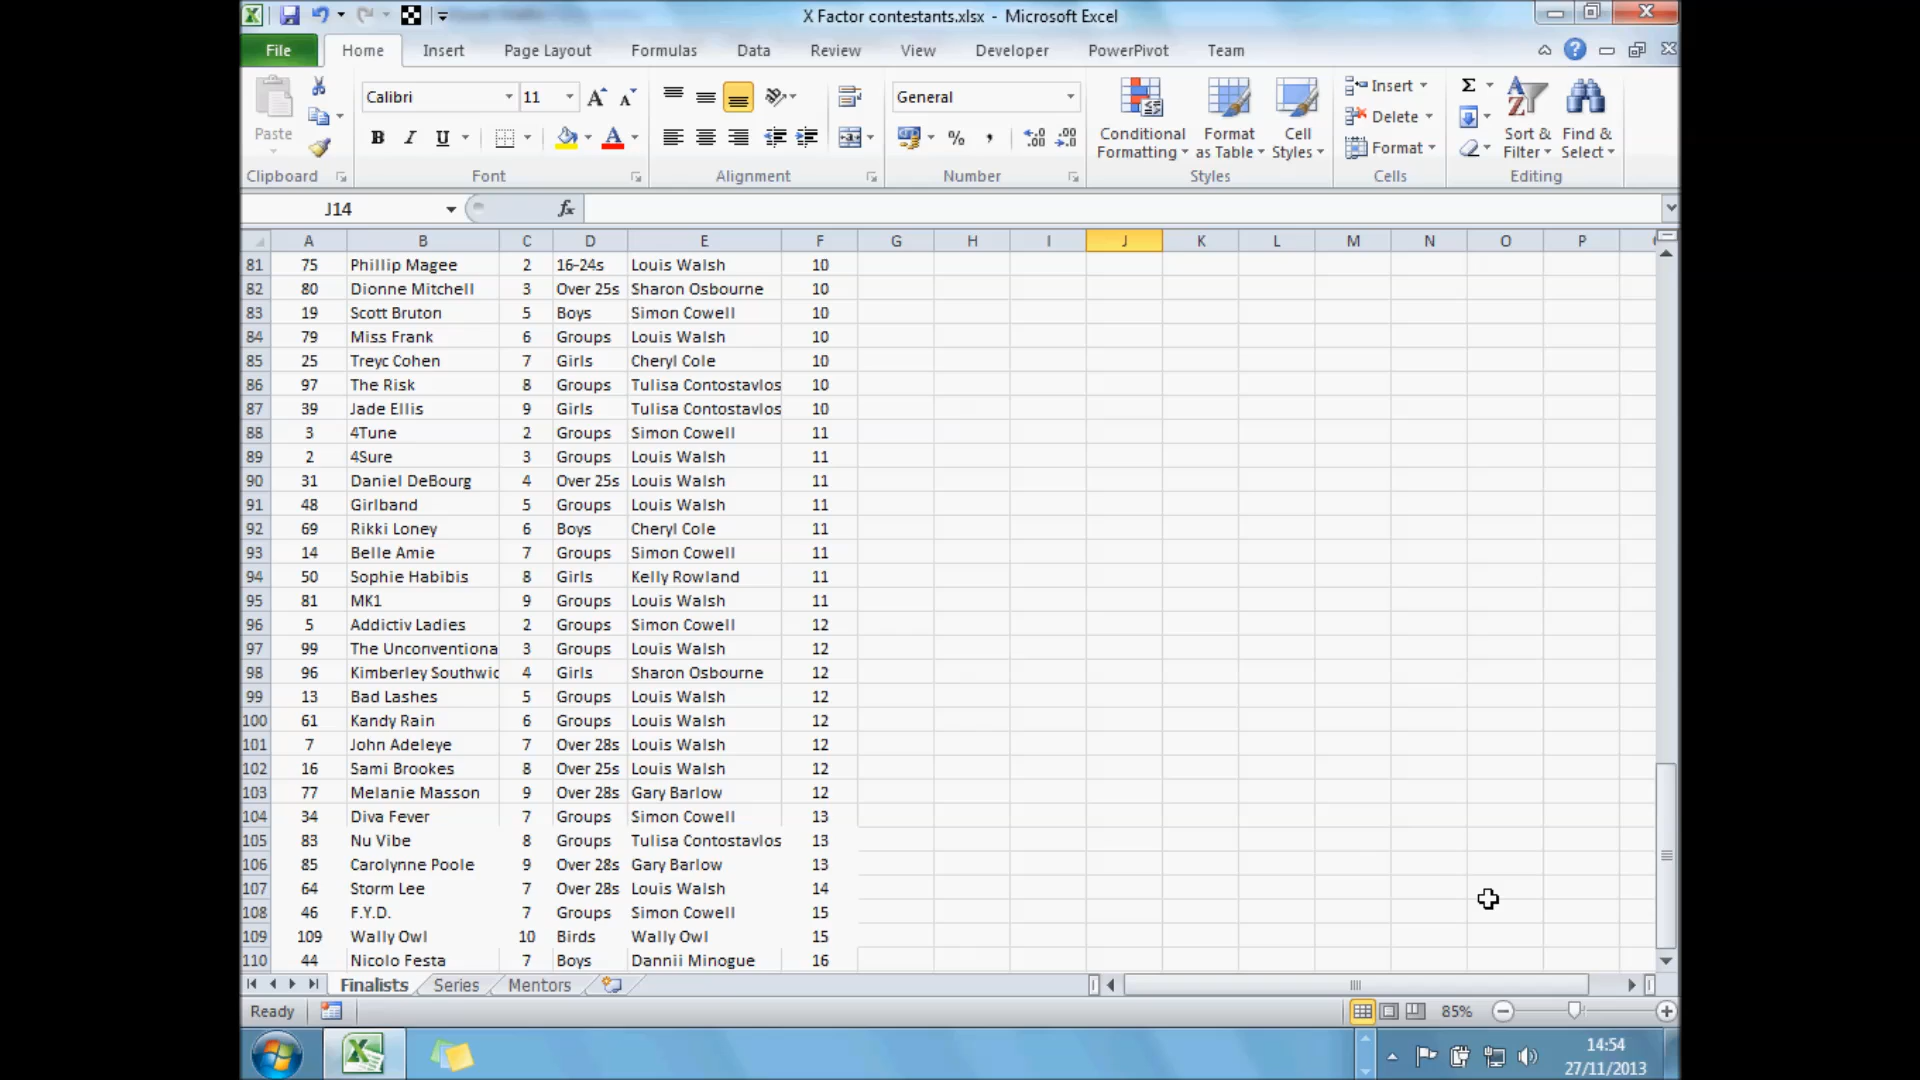 X Factor contestants.xlsx - Microsoft Excel
File Home Insert Page Layout Formulas Data Review View Developer PowerPivot Team
Paste
Clipboard
Calibri 11
B I U
Font
Alignment
General
Number
Conditional Formatting
Format as Table
Cell Styles
Styles
Insert
Delete
Format
Cells
Sort & Filter
Find & Select
Editing
J14 fx
A B C D E F G H I J K L M N O P
81 75 Phillip Magee 2 16-24s Louis Walsh 10
82 80 Dionne Mitchell 3 Over 25s Sharon Osbourne 10
83 19 Scott Bruton 5 Boys Simon Cowell 10
84 79 Miss Frank 6 Groups Louis Walsh 10
85 25 Treyc Cohen 7 Girls Cheryl Cole 10
86 97 The Risk 8 Groups Tulisa Contostavlos 10
87 39 Jade Ellis 9 Girls Tulisa Contostavlos 10
88 3 4Tune 2 Groups Simon Cowell 11
89 2 4Sure 3 Groups Louis Walsh 11
90 31 Daniel DeBourg 4 Over 25s Louis Walsh 11
91 48 Girlband 5 Groups Louis Walsh 11
92 69 Rikki Loney 6 Boys Cheryl Cole 11
93 14 Belle Amie 7 Groups Simon Cowell 11
94 50 Sophie Habibis 8 Girls Kelly Rowland 11
95 81 MK1 9 Groups Louis Walsh 11
96 5 Addictiv Ladies 2 Groups Simon Cowell 12
97 99 The Unconventiona 3 Groups Louis Walsh 12
98 96 Kimberley Southwic 4 Girls Sharon Osbourne 12
99 13 Bad Lashes 5 Groups Louis Walsh 12
100 61 Kandy Rain 6 Groups Louis Walsh 12
101 7 John Adeleye 7 Over 28s Louis Walsh 12
102 16 Sami Brookes 8 Over 25s Louis Walsh 12
103 77 Melanie Masson 9 Over 28s Gary Barlow 12
104 34 Diva Fever 7 Groups Simon Cowell 13
105 83 Nu Vibe 8 Groups Tulisa Contostavlos 13
106 85 Carolynne Poole 9 Over 28s Gary Barlow 13
107 64 Storm Lee 7 Over 28s Louis Walsh 14
108 46 F.Y.D. 7 Groups Simon Cowell 15
109 109 Wally Owl 10 Birds Wally Owl 15
110 44 Nicolo Festa 7 Boys Dannii Minogue 16
Finalists Series Mentors
Ready 85%
14:54
27/11/2013